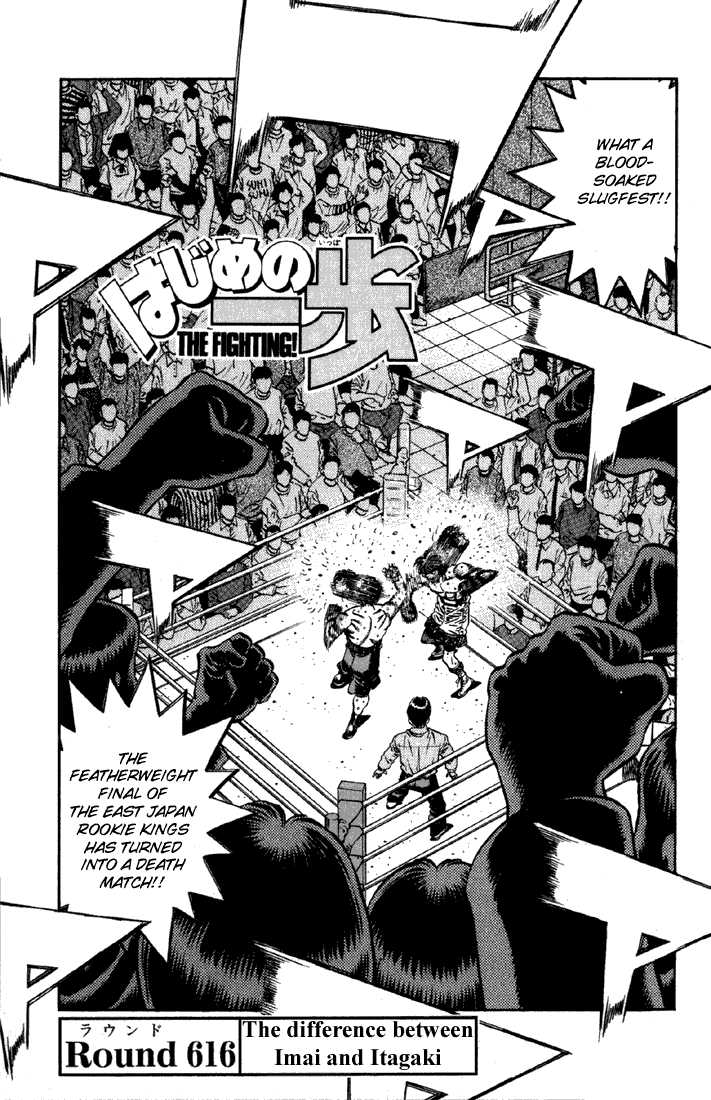 WHAT A
BLOOD-
SOAKED
SLUGFEST!!
はじめの一歩
いっぽ
THE FIGHTING!
THE
FEATHERWEIGHT
FINAL OF
THE EAST JAPAN
ROOKIE KINGS
HAS TURNED
INTO A DEATH
MATCH!!
ラウンド
Round 616
The difference between
Imai and Itagaki